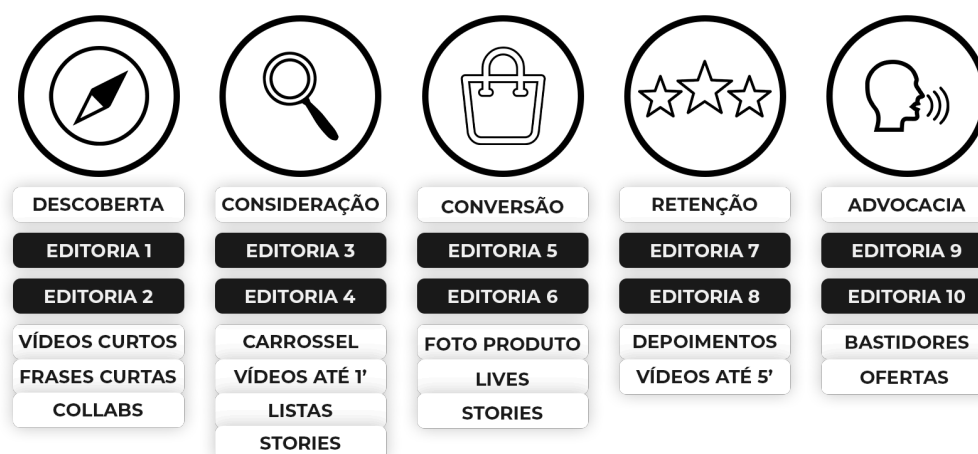 DESCOBERTA
EDITORIA 1
EDITORIA 2
VÍDEOS CURTOS
FRASES CURTAS
COLLABS
CONSIDERAÇÃO
EDITORIA 3
EDITORIA 4
CARROSSEL
VÍDEOS ATÉ 1’
LISTAS
STORIES
CONVERSÃO
EDITORIA 5
EDITORIA 6
FOTO PRODUTO
LIVES
STORIES
RETENÇÃO
EDITORIA 7
EDITORIA 8
DEPOIMENTOS
VÍDEOS ATÉ 5’
ADVOCACIA
EDITORIA 9
EDITORIA 10
BASTIDORES
OFERTAS